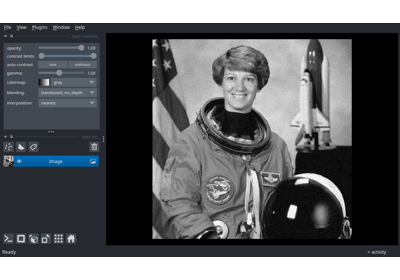 File View Plugins Window Help
opacity: 1.00
contrast limits:
auto-contrast: once continuous
gamma: 1.00
colormap: gray
blending: translucent_no_depth
interpolation: nearest
Image
Ready
activity